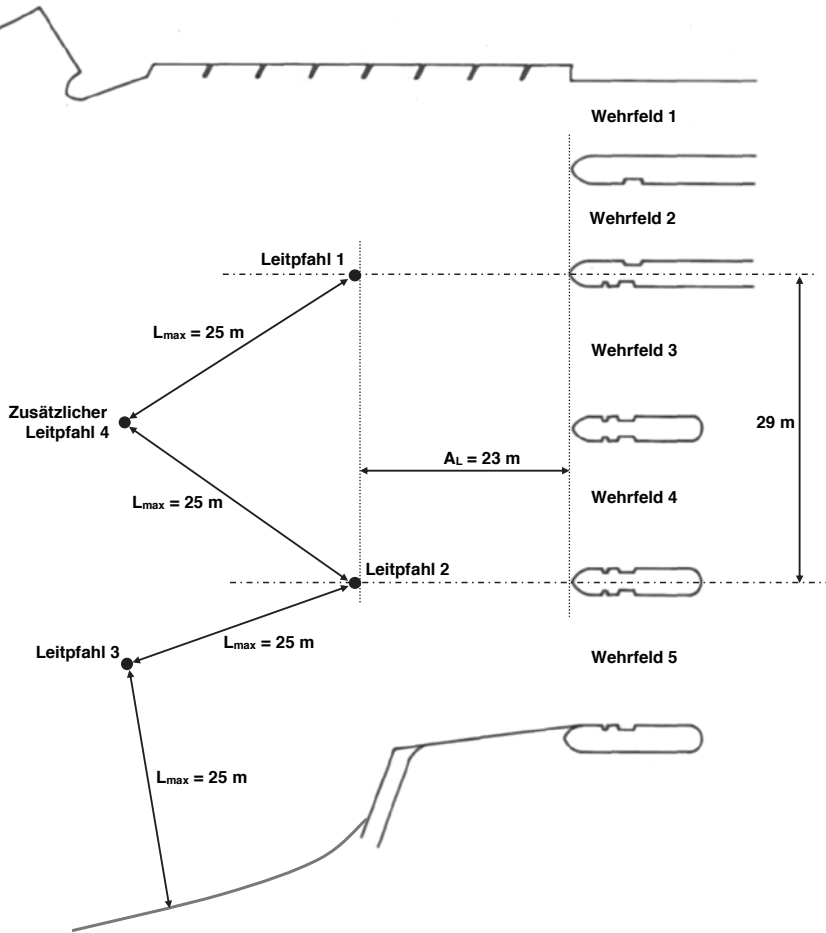 Wehrfeld 1
Wehrfeld 2
Leitpfahl 1
Lmax = 25 m
Wehrfeld 3
Zusätzlicher
Leitpfahl 4
29 m
AL = 23 m
Lmax = 25 m
Wehrfeld 4
Leitpfahl 2
Lmax = 25 m
Leitpfahl 3
Wehrfeld 5
Lmax = 25 m